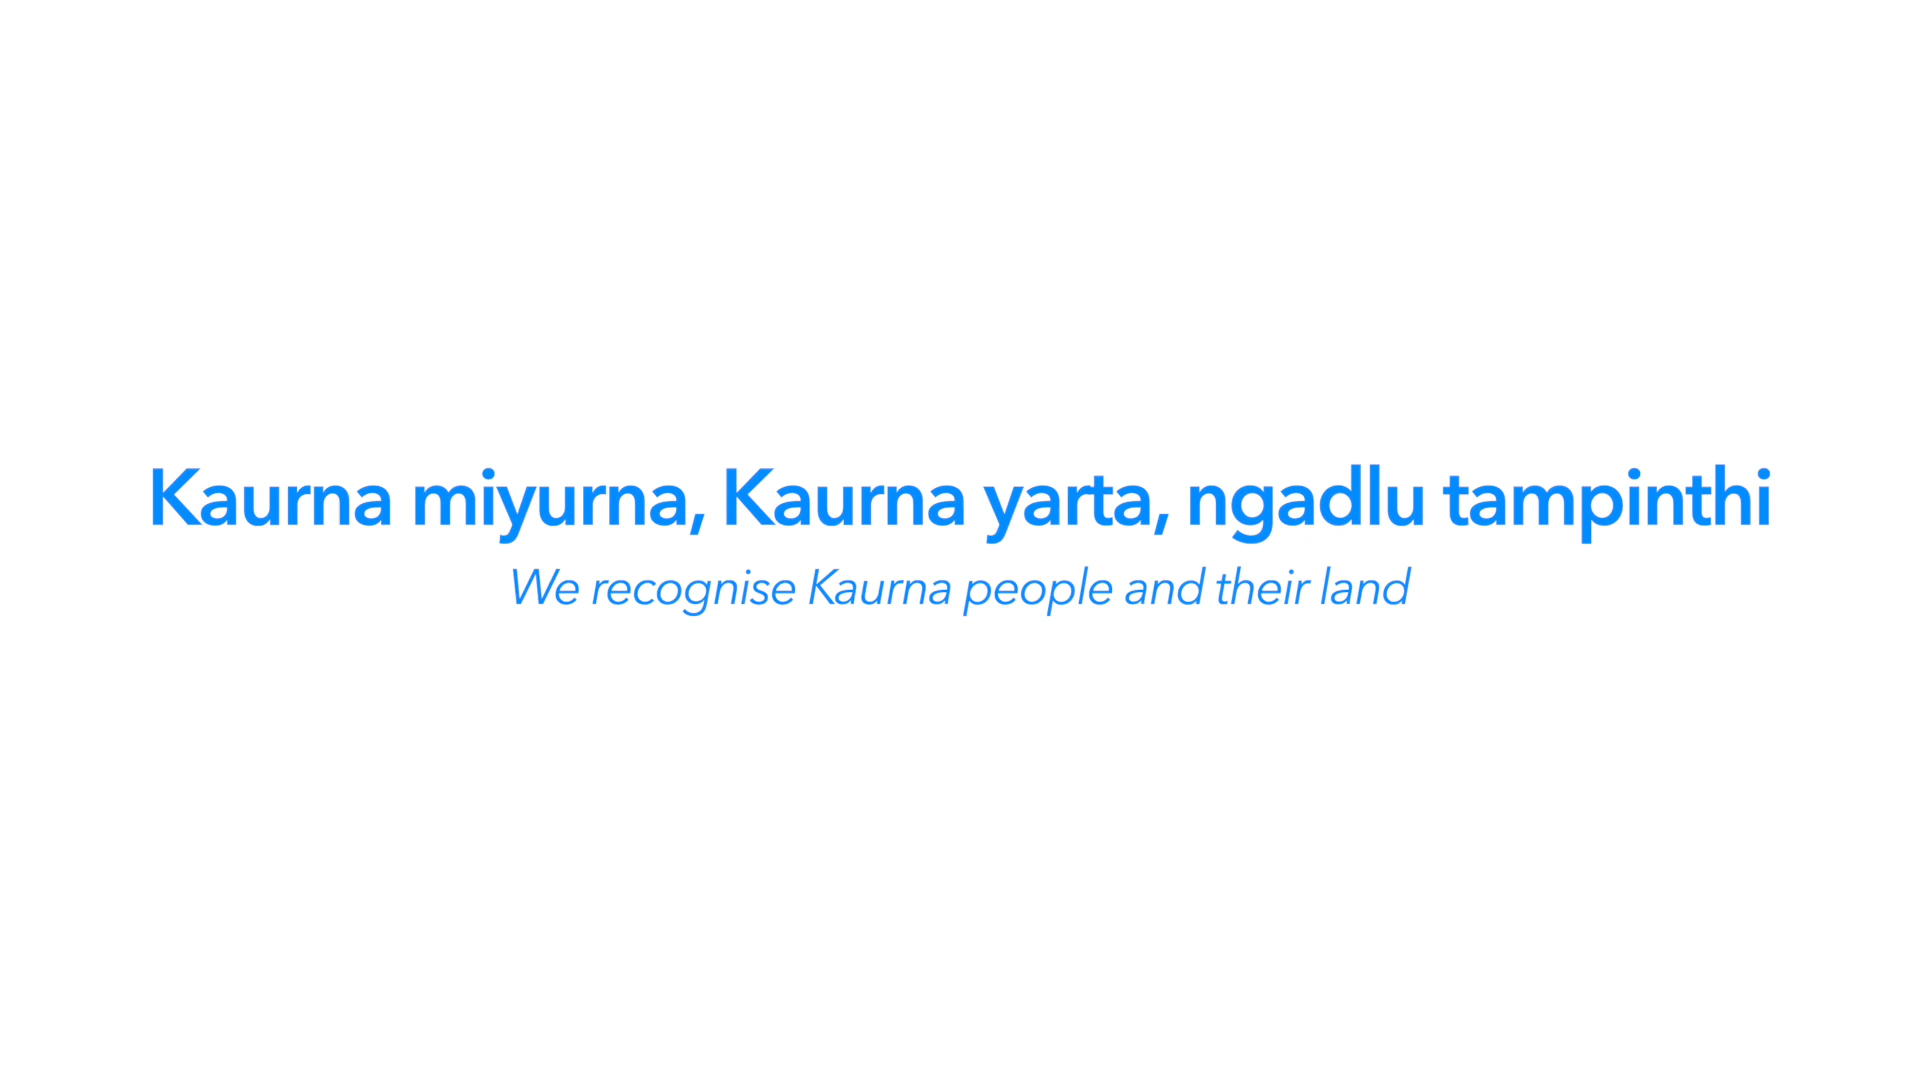 Kaurna miyurna, Kaurna yarta, ngadlu tampinthi
We recognise Kaurna people and their land